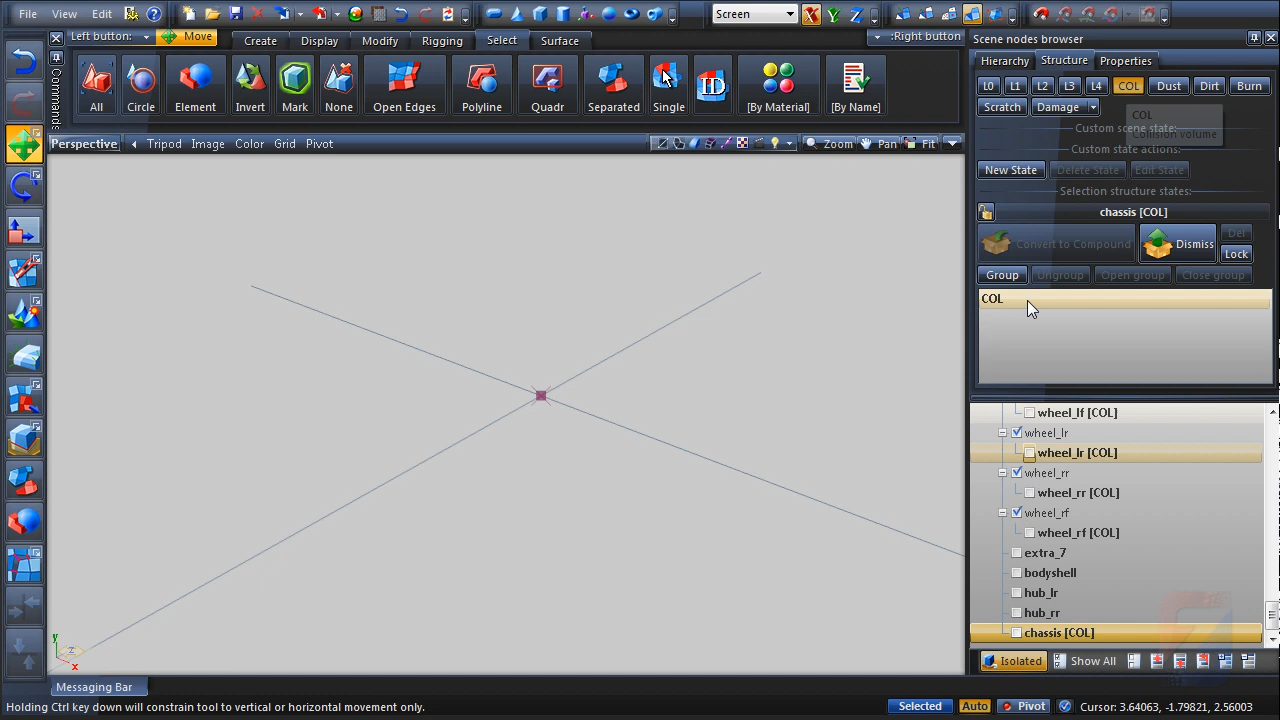 File View Edit
Screen
X Y Z
Scene nodes browser
Left button: Move
:Right button
Create Display Modify Rigging Select Surface
Hierarchy Structure Properties
L0 L1 L2 L3 L4 COL Dust Dirt Burn
Scratch Damage
COL
Collision volume
Commands
ID
All Circle Element Invert Mark None Open Edges Polyline Quadr Separated Single [By Material] [By Name]
Custom scene state:
Custom state actions:
Perspective Tripod Image Color Grid Pivot
Zoom Pan Fit
New State Delete State Edit State
Selection structure states:
chassis [COL]
Convert to Compound Dismiss Del
Lock
Group Ungroup Open group Close group
COL
wheel_lf [COL]
wheel_lr
wheel_lr [COL]
wheel_rr
wheel_rr [COL]
wheel_rf
wheel_rf [COL]
extra_7
bodyshell
hub_lr
hub_rr
chassis [COL]
y
z
x
Isolated Show All
Messaging Bar
Holding Ctrl key down will constrain tool to vertical or horizontal movement only.
Selected Auto Pivot Cursor: 3.64063, -1.79821, 2.56003